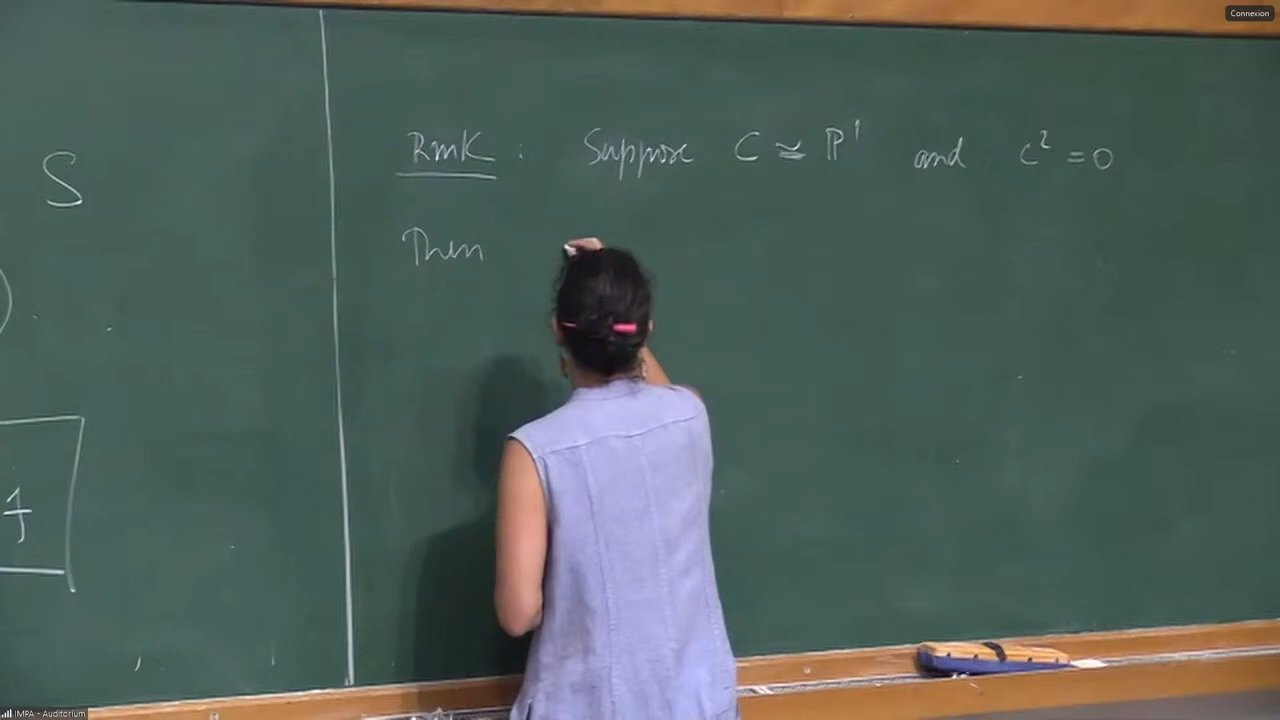 Connexion
S
)
Rmk : Suppose C ≃ ℙ¹ and C² = 0
Then
IMPA - Auditorium